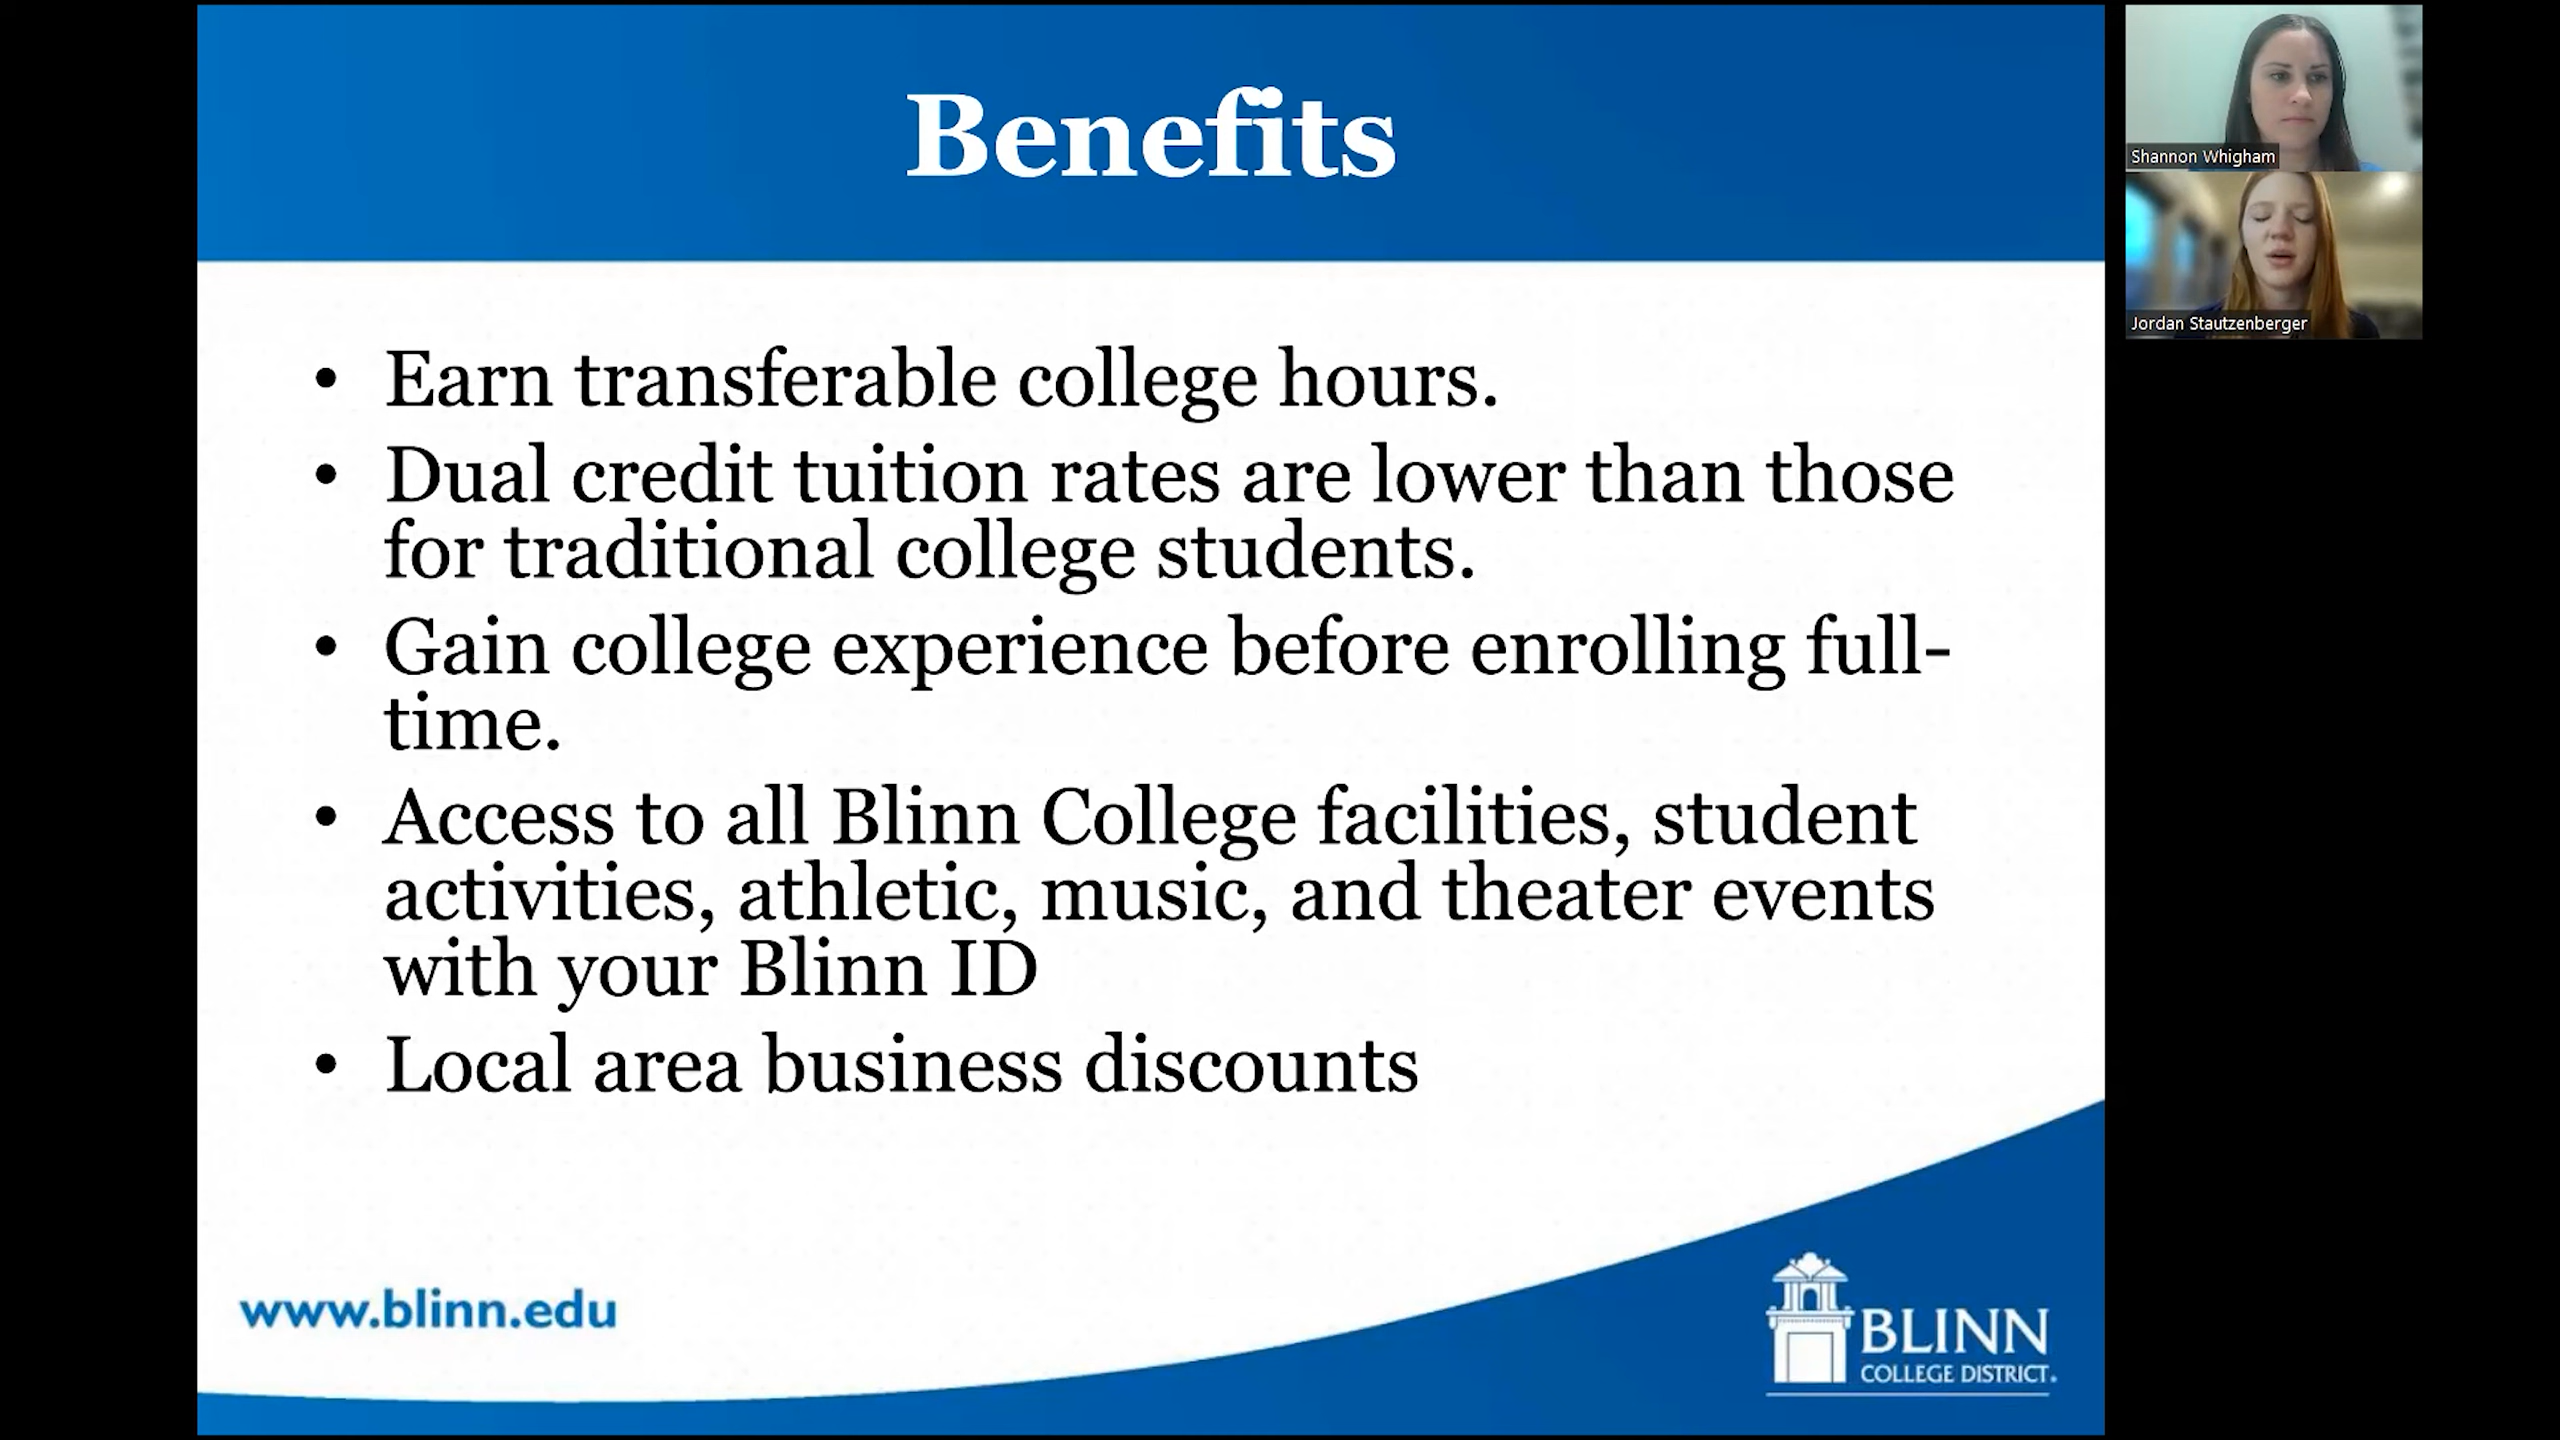 Benefits
• Earn transferable college hours.
• Dual credit tuition rates are lower than those
for traditional college students.
• Gain college experience before enrolling full-
time.
• Access to all Blinn College facilities, student
activities, athletic, music, and theater events
with your Blinn ID
• Local area business discounts
www.blinn.edu
BLINN
COLLEGE DISTRICT.
Shannon Whigham
Jordan Stautzenberger